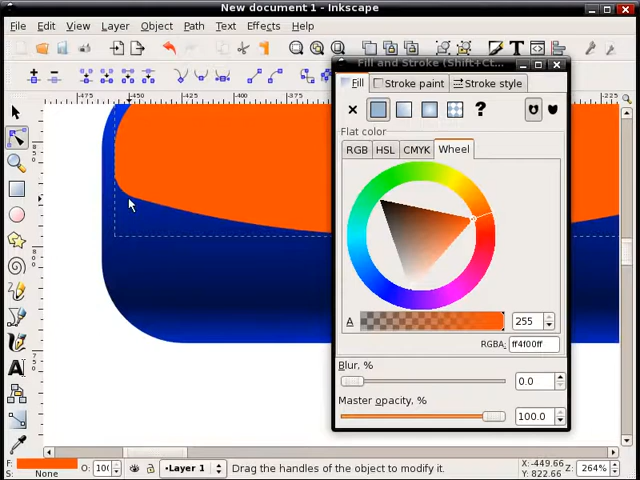 New document 1 - Inkscape
File Edit View Layer Object Path Text Effects Help
Fill and Stroke (Shift+Ct...
-475 -450 -425 -400 -375
Fill Stroke paint Stroke style
Flat color
RGB HSL CMYK Wheel
A 255
RGBA: ff4f00ff
Blur, %
0.0
Master opacity, %
100.0
F:
S: None
O: 100
Layer 1
Drag the handles of the object to modify it.
X: -449.66
Y: 822.66
Z: 264%